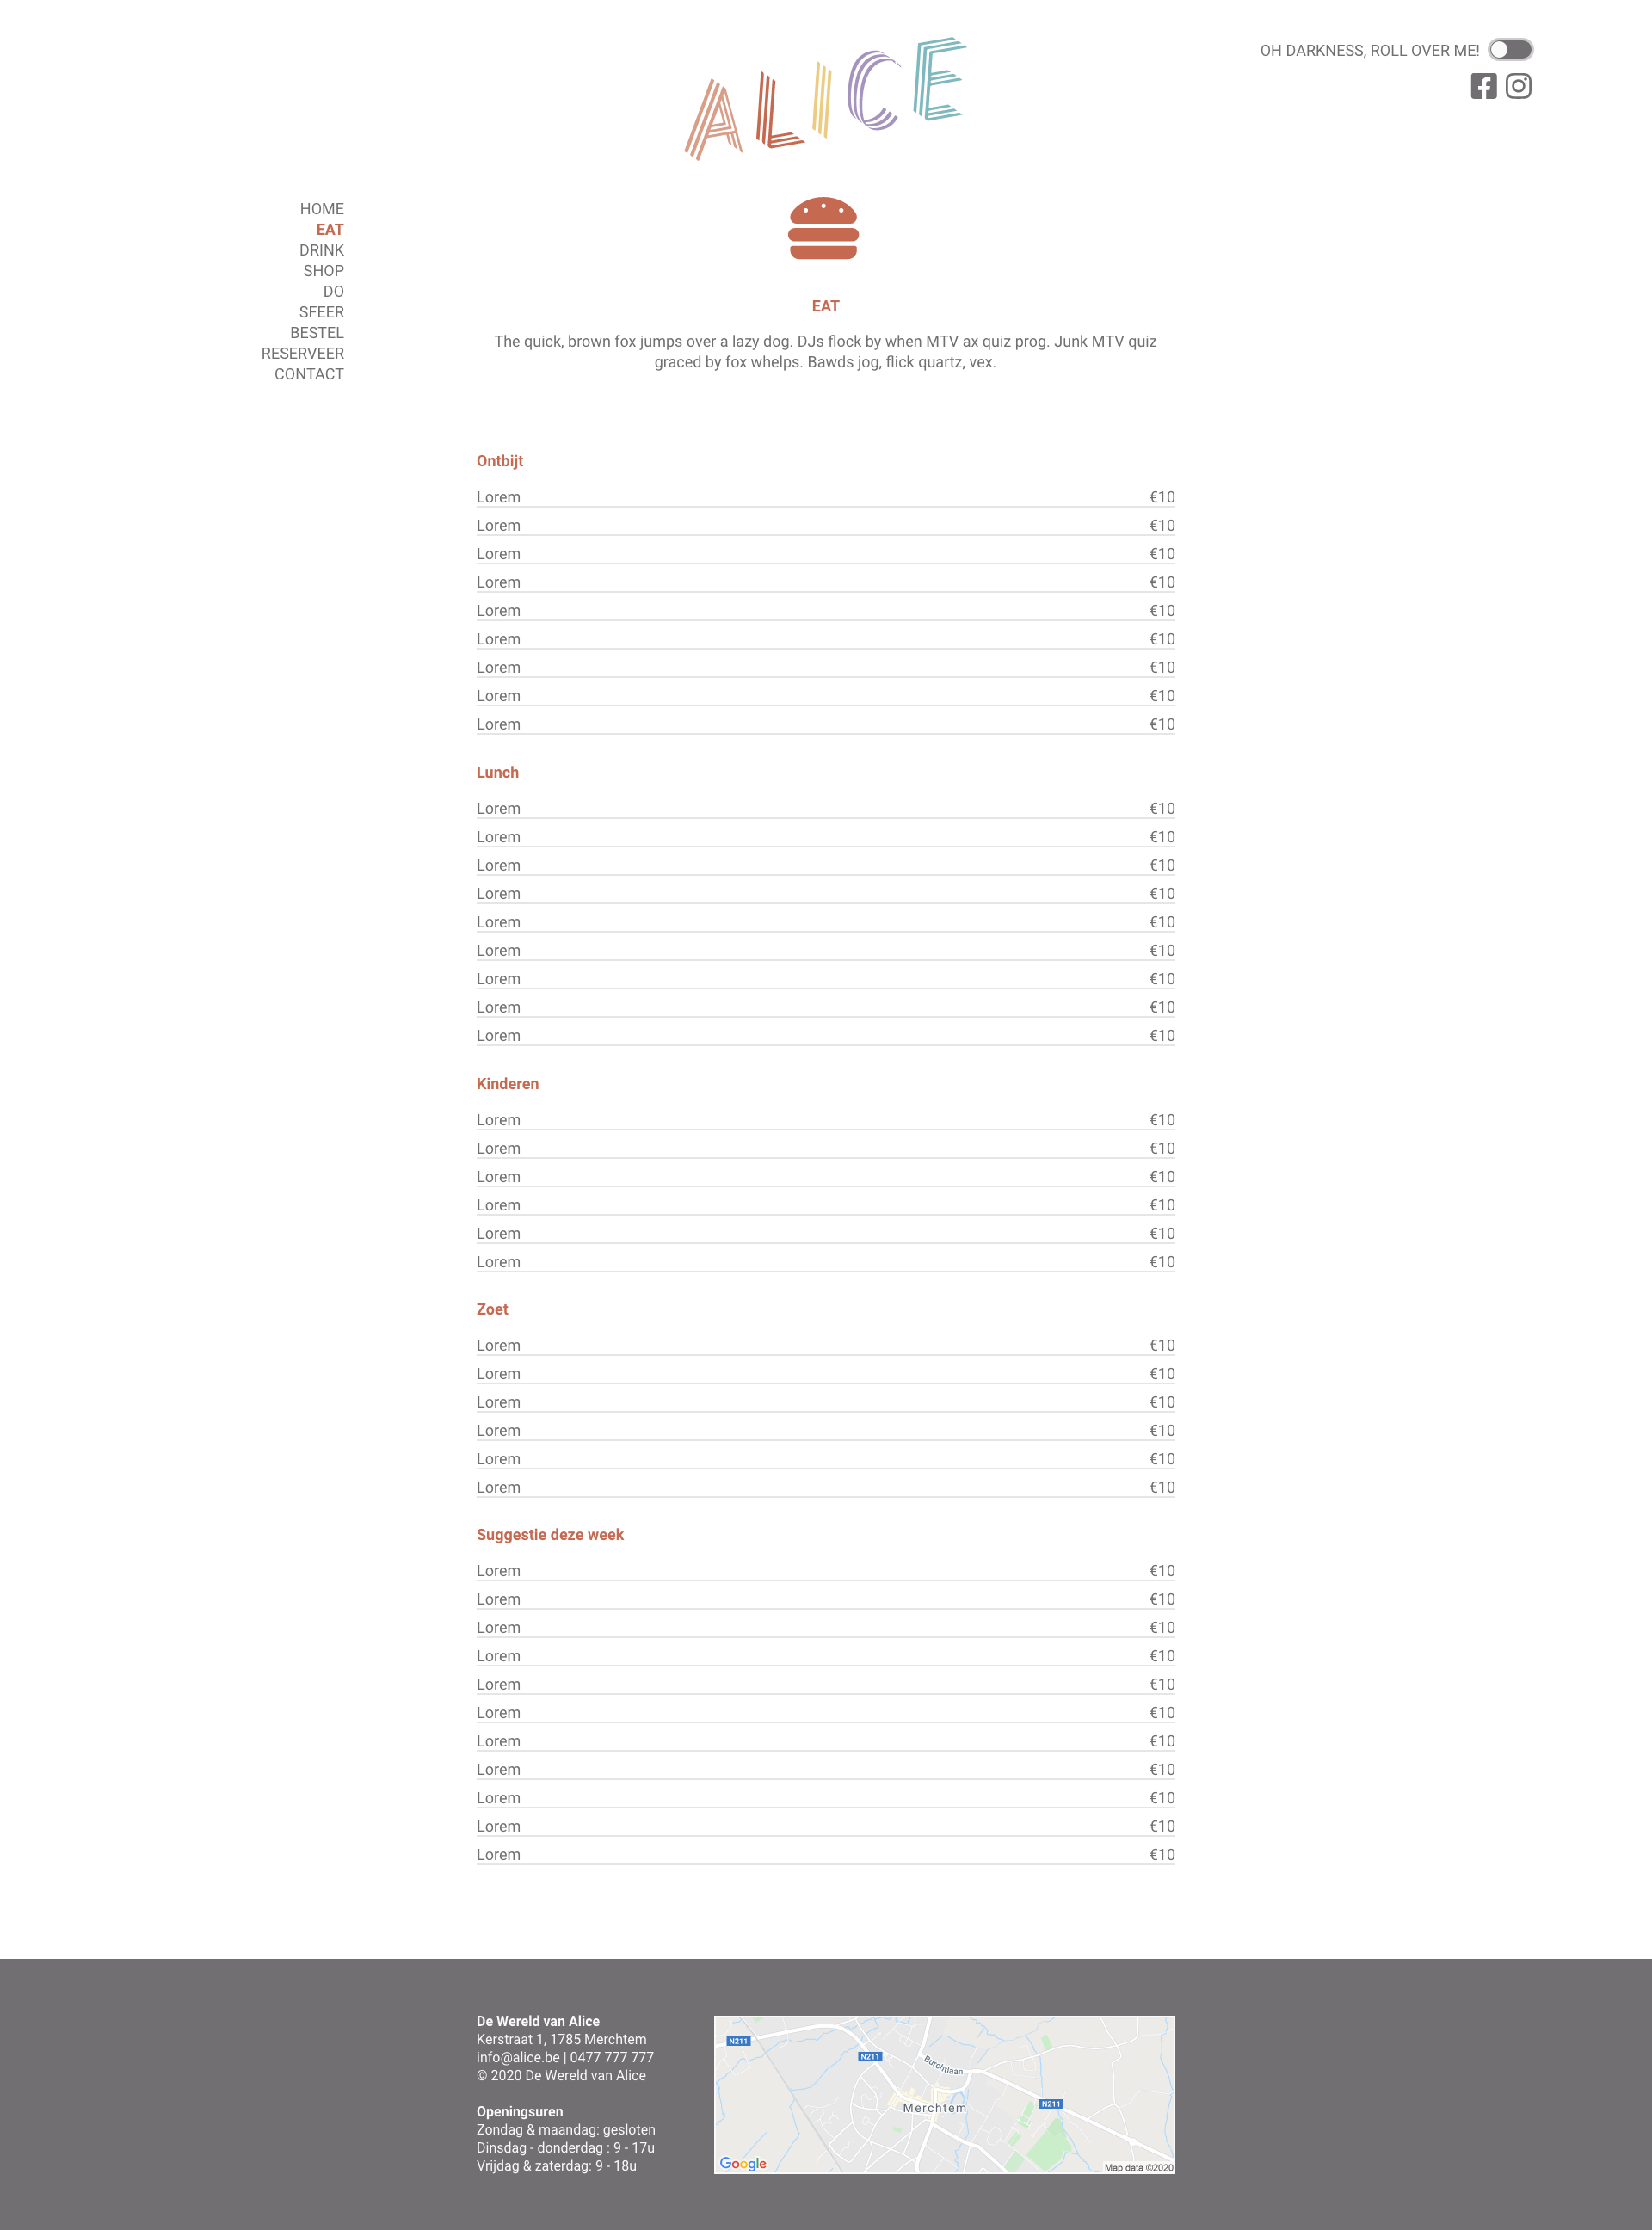 ALICE
OH DARKNESS, ROLL OVER ME!
HOME
EAT
DRINK
SHOP
DO
SFEER
BESTEL
RESERVEER
CONTACT
EAT
The quick, brown fox jumps over a lazy dog. DJs flock by when MTV ax quiz prog. Junk MTV quiz
graced by fox whelps. Bawds jog, flick quartz, vex.
Ontbijt
Lorem €10
Lorem €10
Lorem €10
Lorem €10
Lorem €10
Lorem €10
Lorem €10
Lorem €10
Lorem €10
Lunch
Lorem €10
Lorem €10
Lorem €10
Lorem €10
Lorem €10
Lorem €10
Lorem €10
Lorem €10
Lorem €10
Kinderen
Lorem €10
Lorem €10
Lorem €10
Lorem €10
Lorem €10
Lorem €10
Zoet
Lorem €10
Lorem €10
Lorem €10
Lorem €10
Lorem €10
Lorem €10
Suggestie deze week
Lorem €10
Lorem €10
Lorem €10
Lorem €10
Lorem €10
Lorem €10
Lorem €10
Lorem €10
Lorem €10
Lorem €10
Lorem €10
De Wereld van Alice
Kerstraat 1, 1785 Merchtem
info@alice.be | 0477 777 777
© 2020 De Wereld van Alice
Openingsuren
Zondag & maandag: gesloten
Dinsdag - donderdag : 9 - 17u
Vrijdag & zaterdag: 9 - 18u
N211
N211
Burchtlaan
N211
Merchtem
Google
Map data ©2020